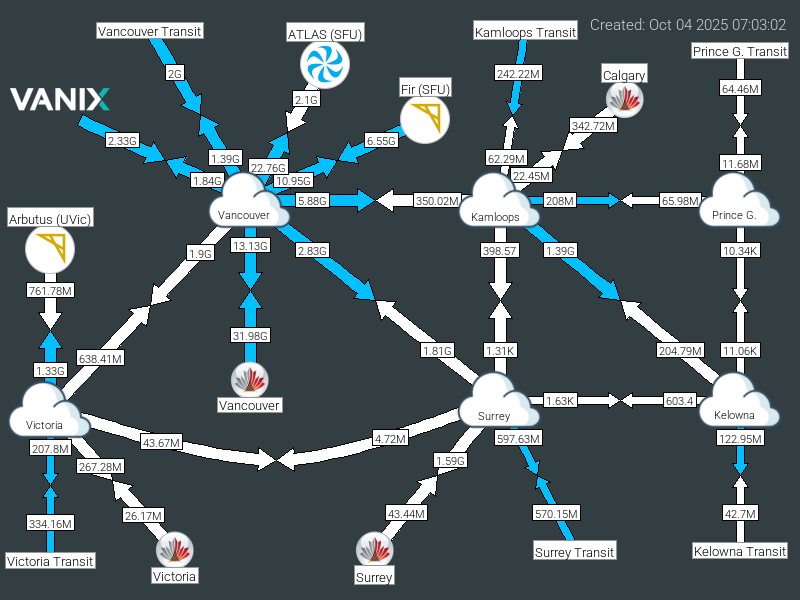 Created: Oct 04 2025 07:03:02
Vancouver Transit
ATLAS (SFU)
Kamloops Transit
Prince G. Transit
2G
242.22M
Calgary
64.46M
VANIX
2.1G
Fir (SFU)
342.72M
2.33G
6.55G
1.39G
62.29M
11.68M
22.76G
22.45M
1.84G
10.95G
5.88G
350.02M
208M
65.98M
Arbutus (UVic)
Vancouver
Kamloops
Prince G.
1.9G
13.13G
2.83G
398.57
1.39G
10.34K
761.78M
31.98G
638.41M
1.81G
1.31K
204.79M
11.06K
1.33G
Vancouver
1.63K
603.4
Victoria
Surrey
Kelowna
43.67M
4.72M
597.63M
122.95M
207.8M
267.28M
1.59G
334.16M
26.17M
43.44M
570.15M
42.7M
Victoria Transit
Victoria
Surrey
Surrey Transit
Kelowna Transit